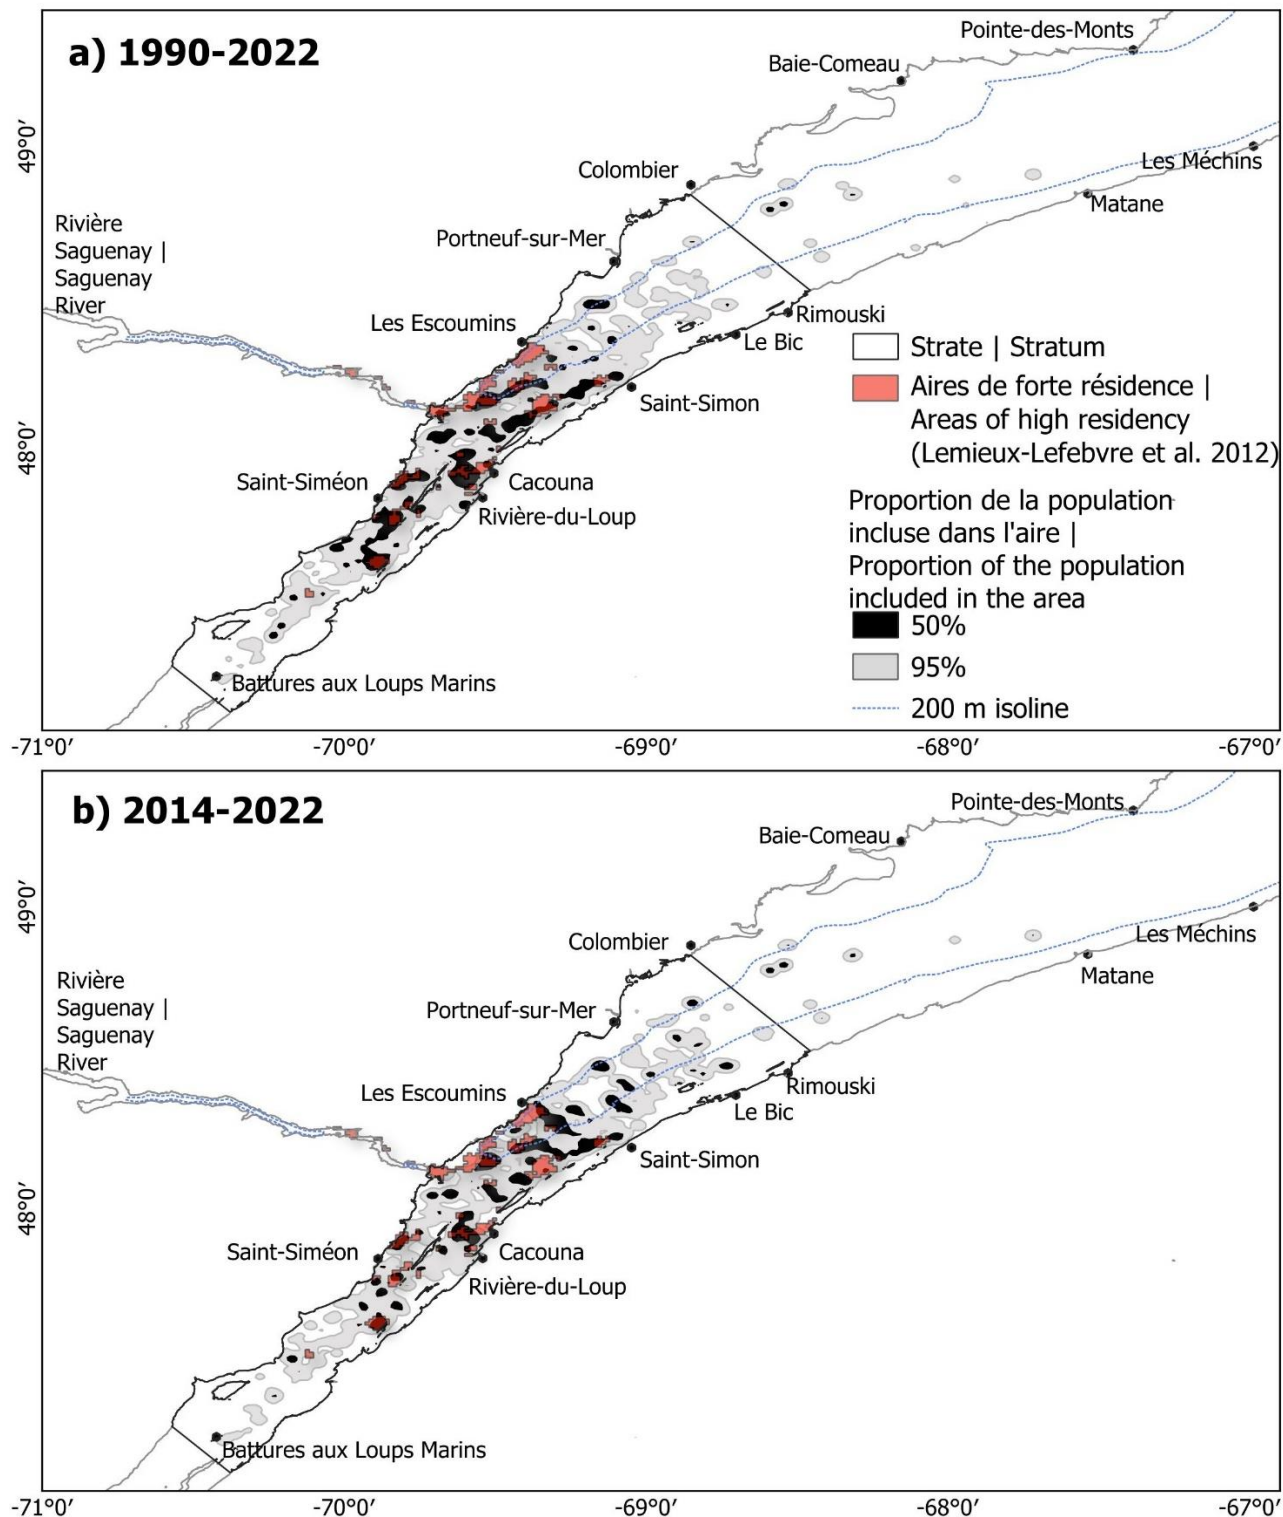 a) 1990-2022
Pointe-des-Monts
Baie-Comeau
49°0′
Les Méchins
Colombier
Matane
Rivière
Saguenay |
Saguenay
River
Portneuf-sur-Mer
Les Escoumins
Rimouski
Le Bic
Strate | Stratum
Aires de forte résidence |
Areas of high residency
(Lemieux-Lefebvre et al. 2012)
Saint-Simon
48°0′
Saint-Siméon
Cacouna
Rivière-du-Loup
Proportion de la population
incluse dans l'aire |
Proportion of the population
included in the area
50%
95%
200 m isoline
Battures aux Loups Marins
-71°0′ -70°0′ -69°0′ -68°0′ -67°0′
b) 2014-2022
Pointe-des-Monts
Baie-Comeau
49°0′
Les Méchins
Colombier
Matane
Rivière
Saguenay |
Saguenay
River
Portneuf-sur-Mer
Les Escoumins
Rimouski
Le Bic
Saint-Simon
48°0′
Saint-Siméon
Cacouna
Rivière-du-Loup
Battures aux Loups Marins
-71°0′ -70°0′ -69°0′ -68°0′ -67°0′